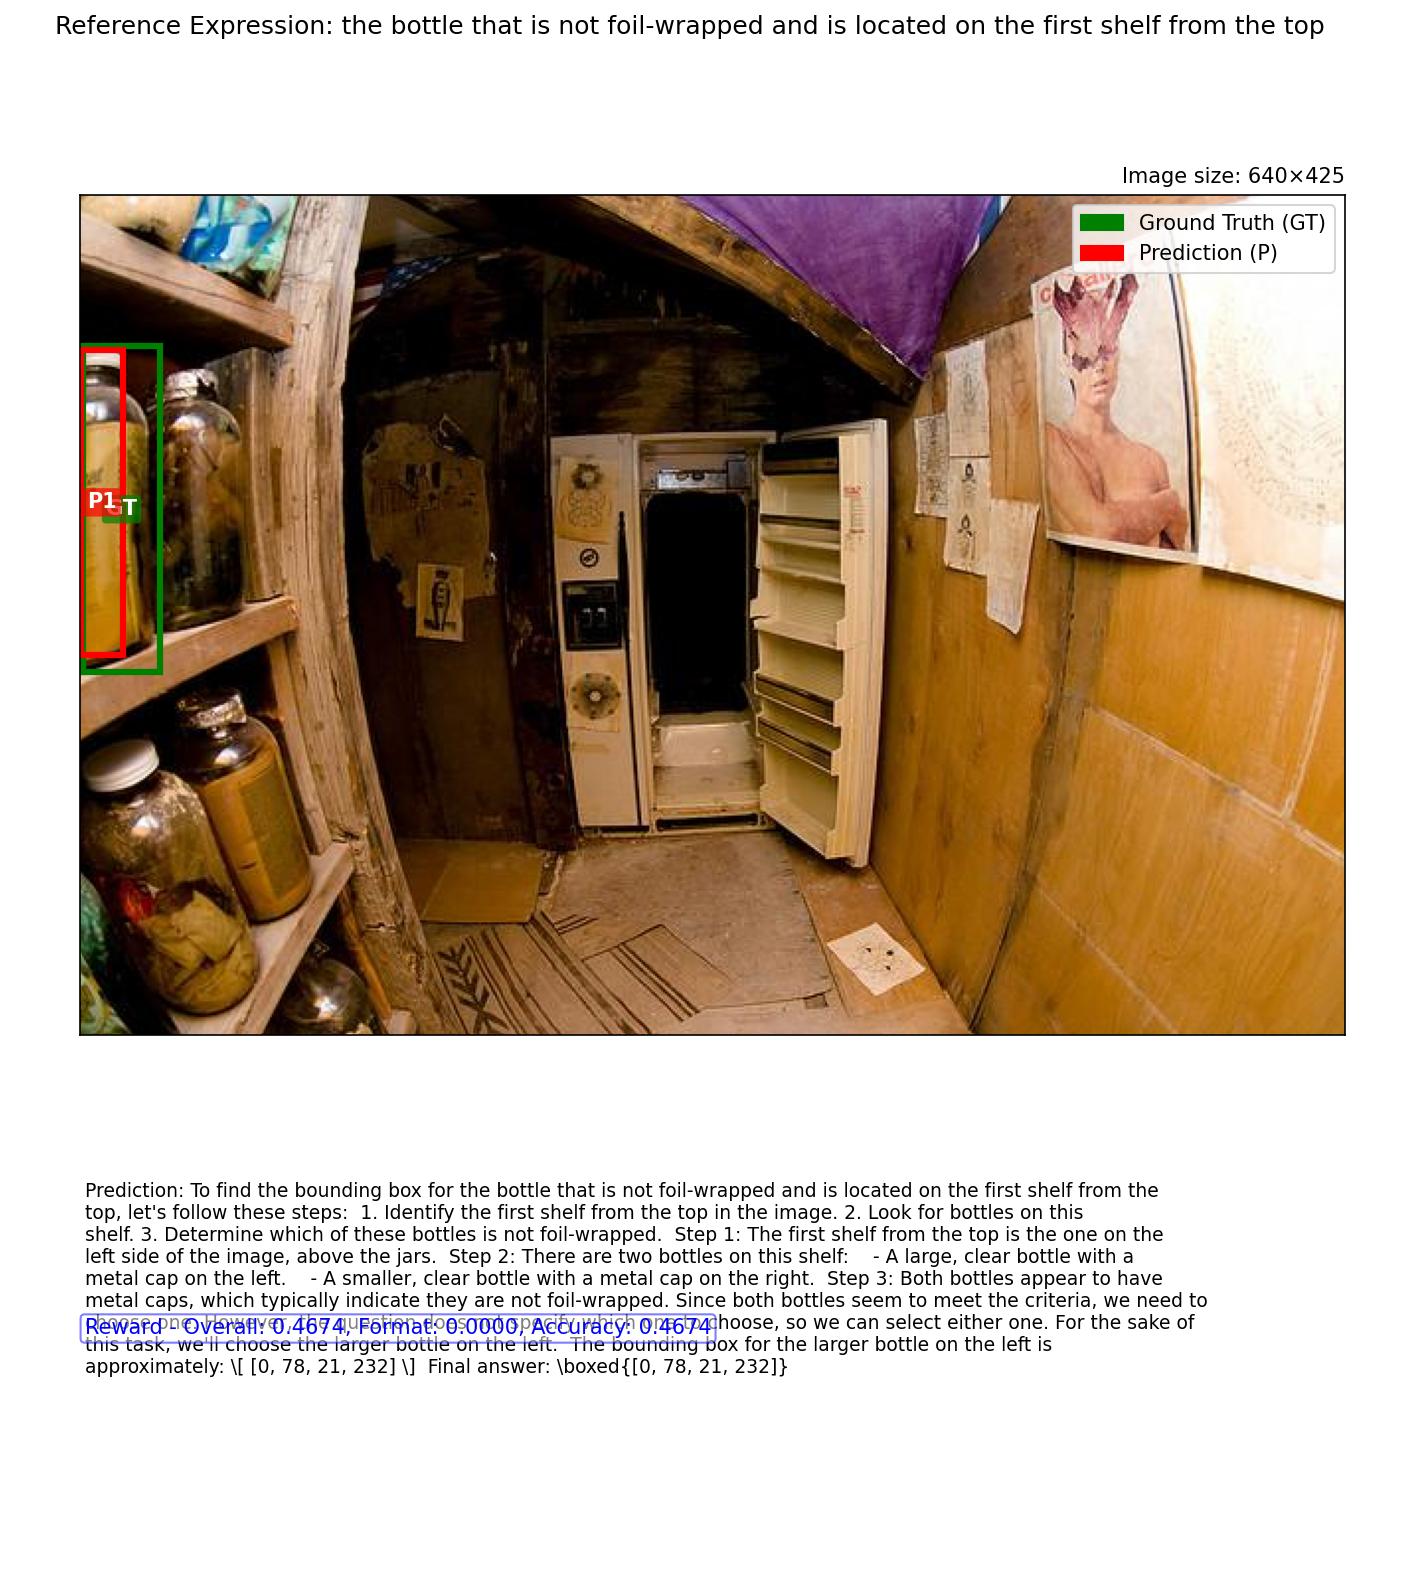 Reference Expression: the bottle that is not foil-wrapped and is located on the first shelf from the top
Image size: 640×425
Ground Truth (GT)
Prediction (P)
P1
GT
Prediction: To find the bounding box for the bottle that is not foil-wrapped and is located on the first shelf from the
top, let's follow these steps:  1. Identify the first shelf from the top in the image. 2. Look for bottles on this
shelf. 3. Determine which of these bottles is not foil-wrapped.  Step 1: The first shelf from the top is the one on the
left side of the image, above the jars.  Step 2: There are two bottles on this shelf:    - A large, clear bottle with a
metal cap on the left.    - A smaller, clear bottle with a metal cap on the right.  Step 3: Both bottles appear to have
metal caps, which typically indicate they are not foil-wrapped. Since both bottles seem to meet the criteria, we need to
choose one. However, the question does not specify which one to choose, so we can select either one. For the sake of
Reward - Overall: 0.4674, Format: 0.0000, Accuracy: 0.4674
this task, we'll choose the larger bottle on the left.  The bounding box for the larger bottle on the left is
approximately: \[ [0, 78, 21, 232] \]  Final answer: \boxed{[0, 78, 21, 232]}